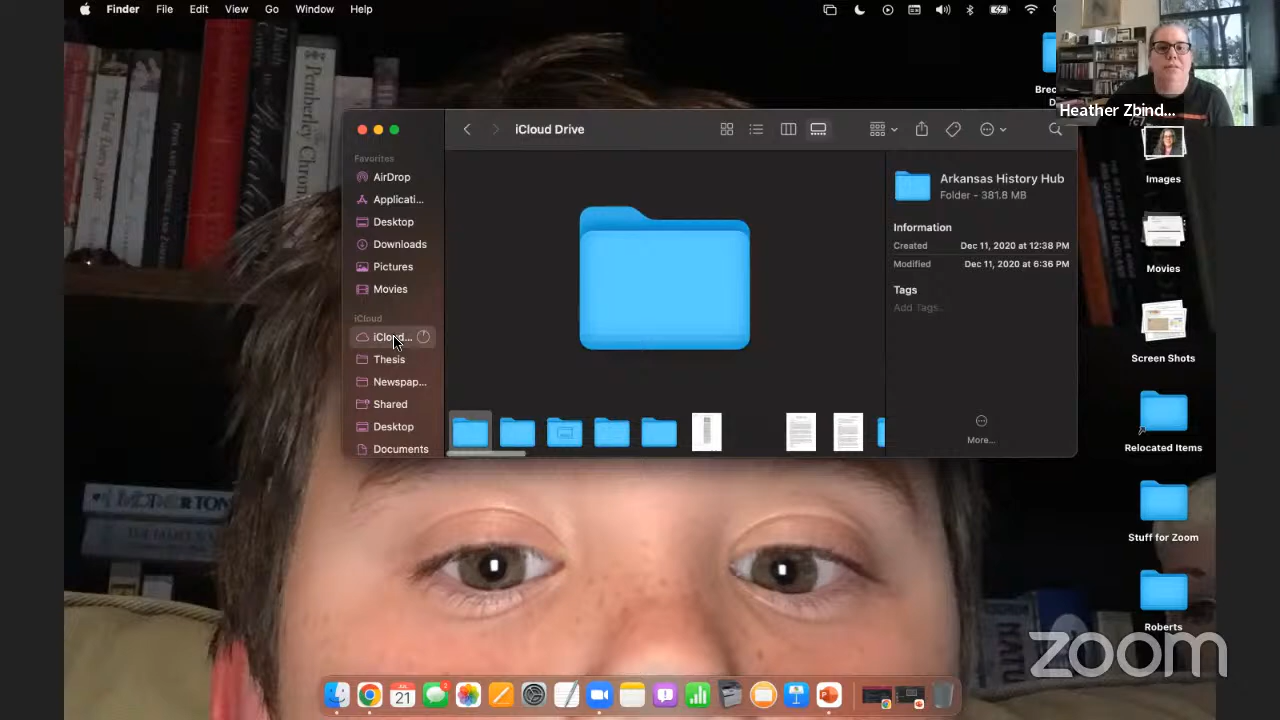 Finder File Edit View Go Window Help
Heather Zbind...
iCloud Drive
Favorites
AirDrop
Applicati...
Desktop
Downloads
Pictures
Movies
iCloud
iCloud...
Thesis
Newspap...
Shared
Desktop
Documents
Arkansas History Hub
Folder - 381.8 MB
Information
Created Dec 11, 2020 at 12:38 PM
Modified Dec 11, 2020 at 6:36 PM
Tags
Add Tags...
More...
Images
Movies
Screen Shots
Relocated Items
Stuff for Zoom
Roberts
Pemberley Chron
21
zoom